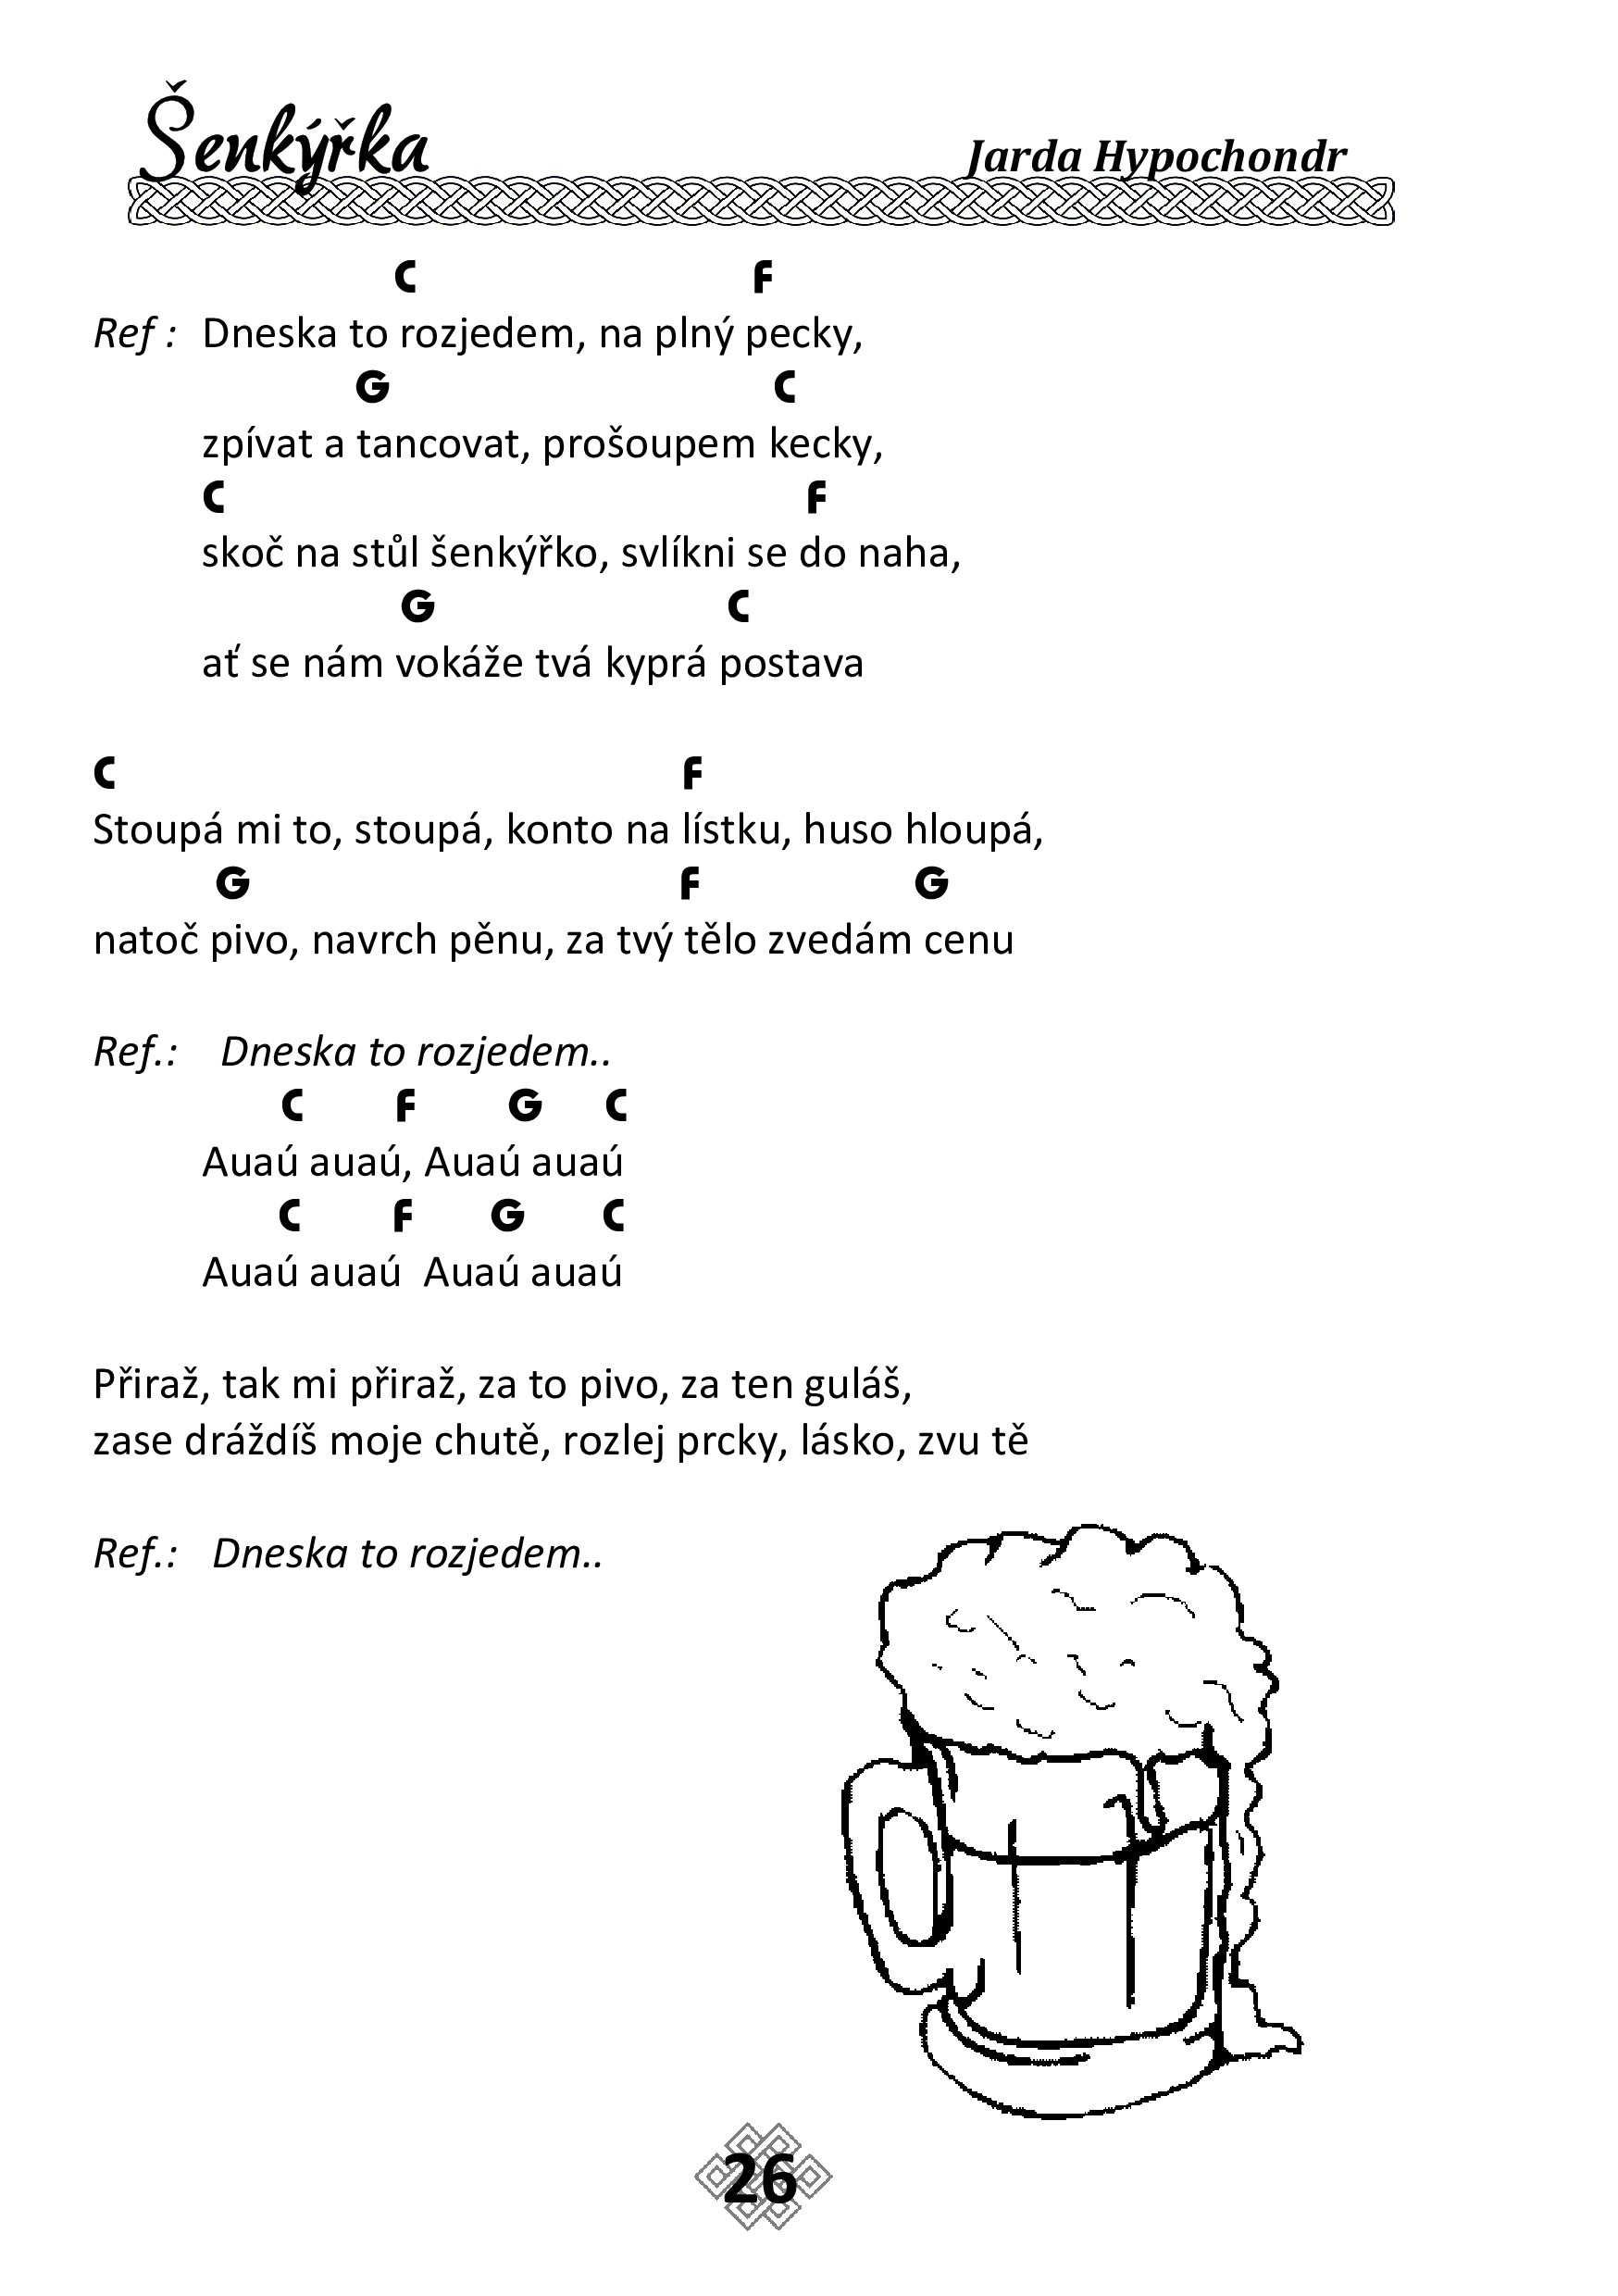 Šenkýřka
Jarda Hypochondr
C F
Ref : Dneska to rozjedem, na plný pecky,
G C
zpívat a tancovat, prošoupem kecky,
C F
skoč na stůl šenkýřko, svlíkni se do naha,
G C
ať se nám vokáže tvá kyprá postava
C F
Stoupá mi to, stoupá, konto na lístku, huso hloupá,
G F G
natoč pivo, navrch pěnu, za tvý tělo zvedám cenu
Ref.: Dneska to rozjedem..
C F G C
Auaú auaú, Auaú auaú
C F G C
Auaú auaú Auaú auaú
Přiraž, tak mi přiraž, za to pivo, za ten guláš,
zase dráždíš moje chutě, rozlej prcky, lásko, zvu tě
Ref.: Dneska to rozjedem..
26